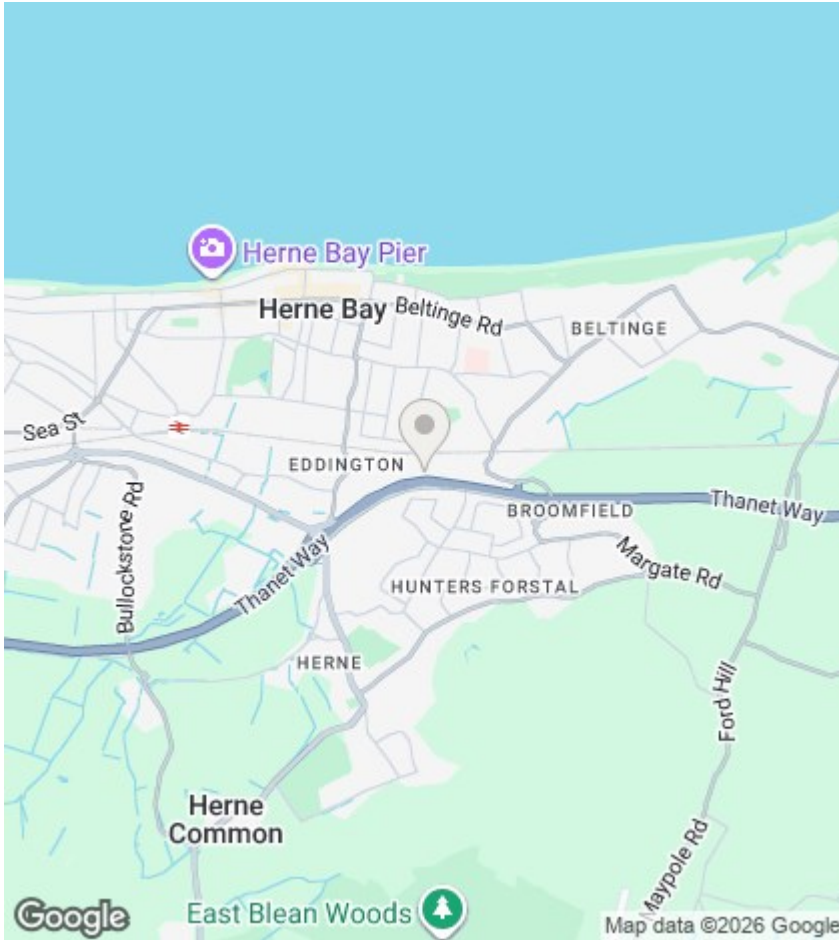 Herne Bay Pier
Herne Bay
Beltinge Rd
BELTINGE
Sea St
EDDINGTON
BROOMFIELD
Thanet Way
Bullockstone Rd
Thanet Way
Margate Rd
HUNTERS FORSTAL
HERNE
Ford Hill
Herne
Common
Maypole Rd
East Blean Woods
Google
Map data ©2026 Google